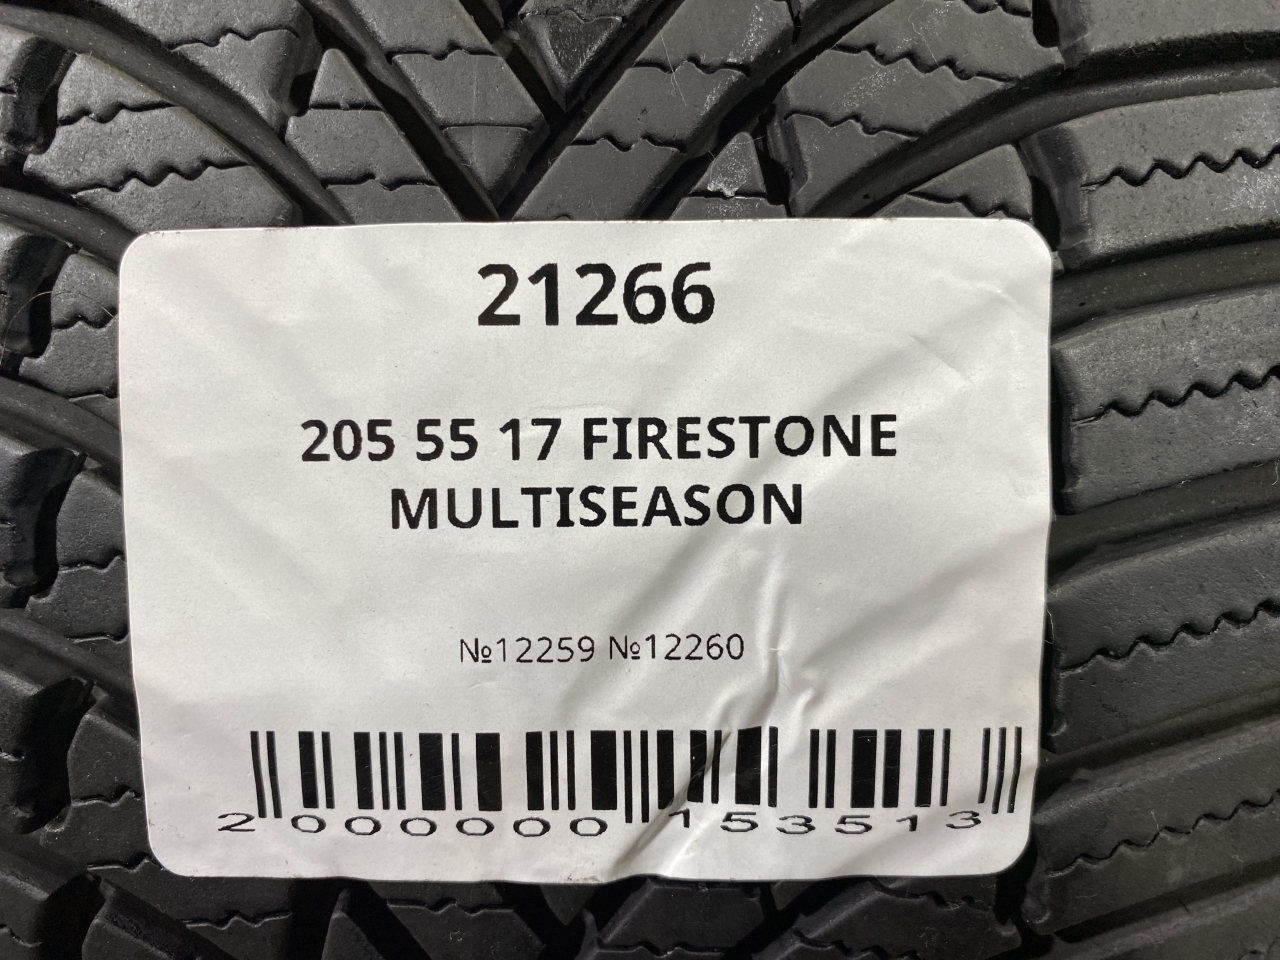 21266
205 55 17 FIRESTONE
MULTISEASON
№12259 №12260
2 000000 153513